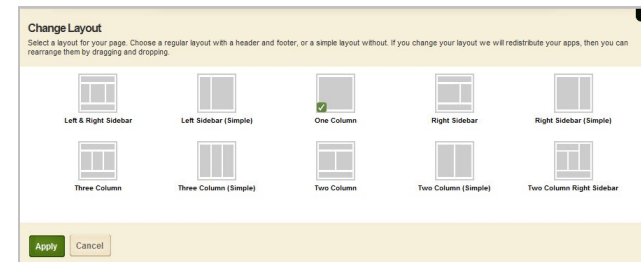 Change Layout
Select a layout for your page. Choose a regular layout with a header and footer, or a simple layout without. If you change your layout we will redistribute your apps, then you can
rearrange them by dragging and dropping.
Left & Right Sidebar
Left Sidebar (Simple)
One Column
Right Sidebar
Right Sidebar (Simple)
Three Column
Three Column (Simple)
Two Column
Two Column (Simple)
Two Column Right Sidebar
Apply
Cancel